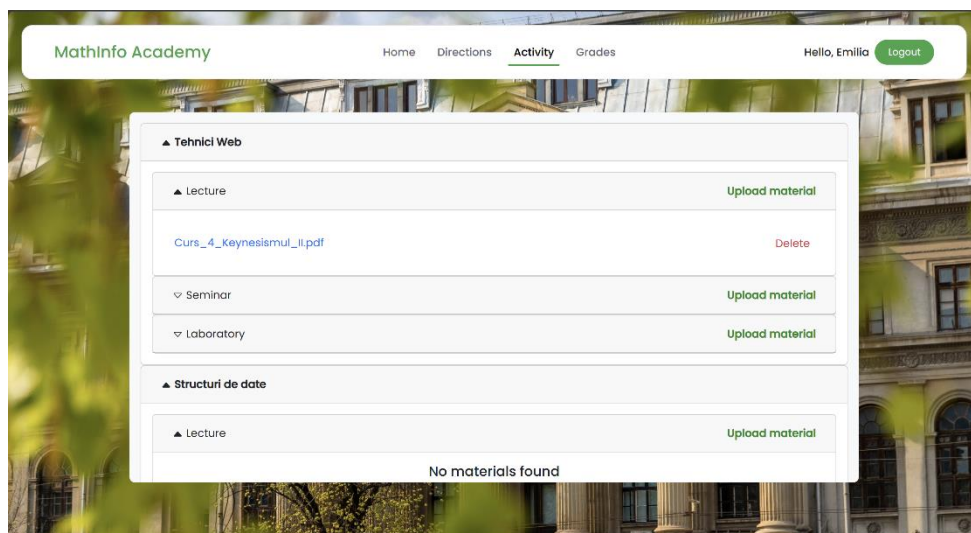 MathInfo Academy Home Directions Activity Grades Hello, Emilia Logout
Tehnici Web
Lecture Upload material
Curs_4_Keynesismul_II.pdf Delete
Seminar Upload material
Laboratory Upload material
Structuri de date
Lecture Upload material
No materials found